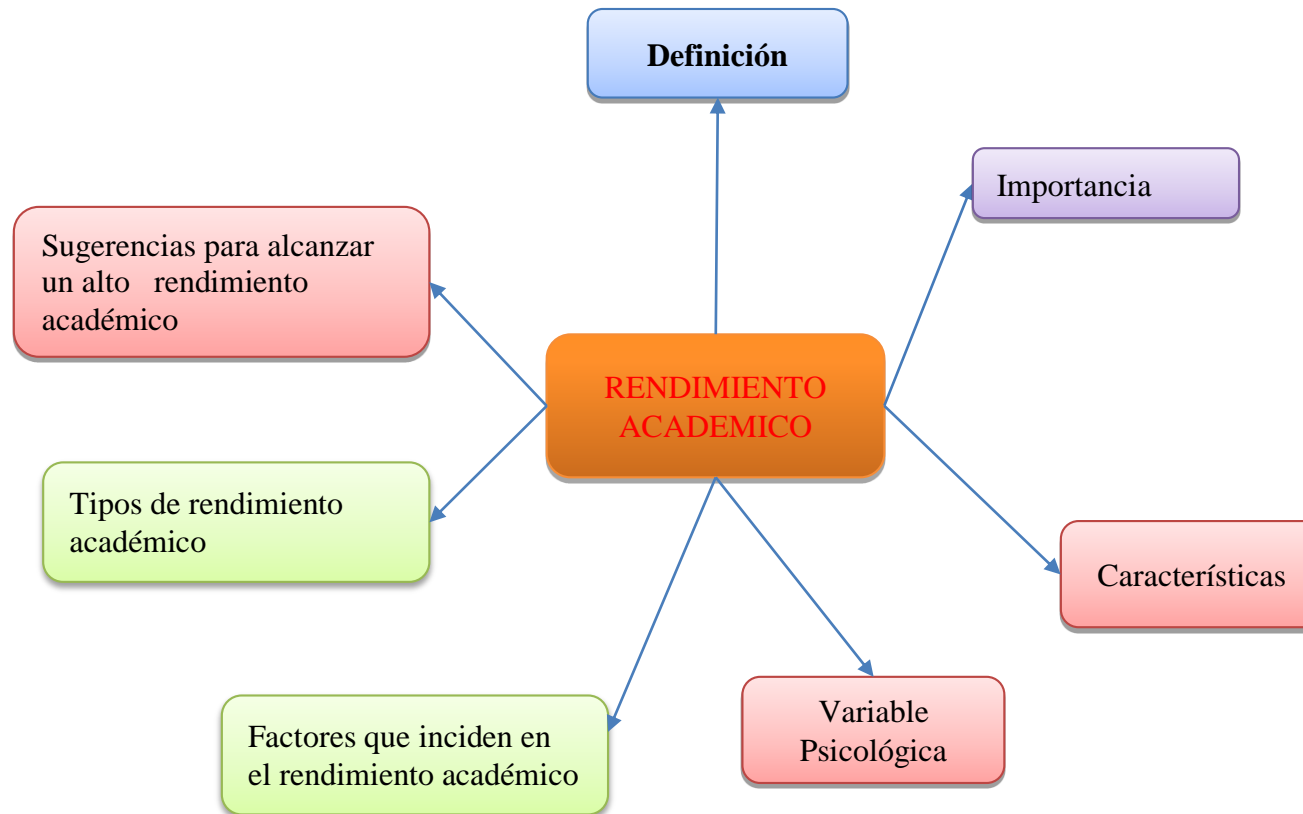 Definición
Importancia
Sugerencias para alcanzar
un alto rendimiento
académico
RENDIMIENTO
ACADEMICO
Tipos de rendimiento
académico
Características
Variable
Psicológica
Factores que inciden en
el rendimiento académico